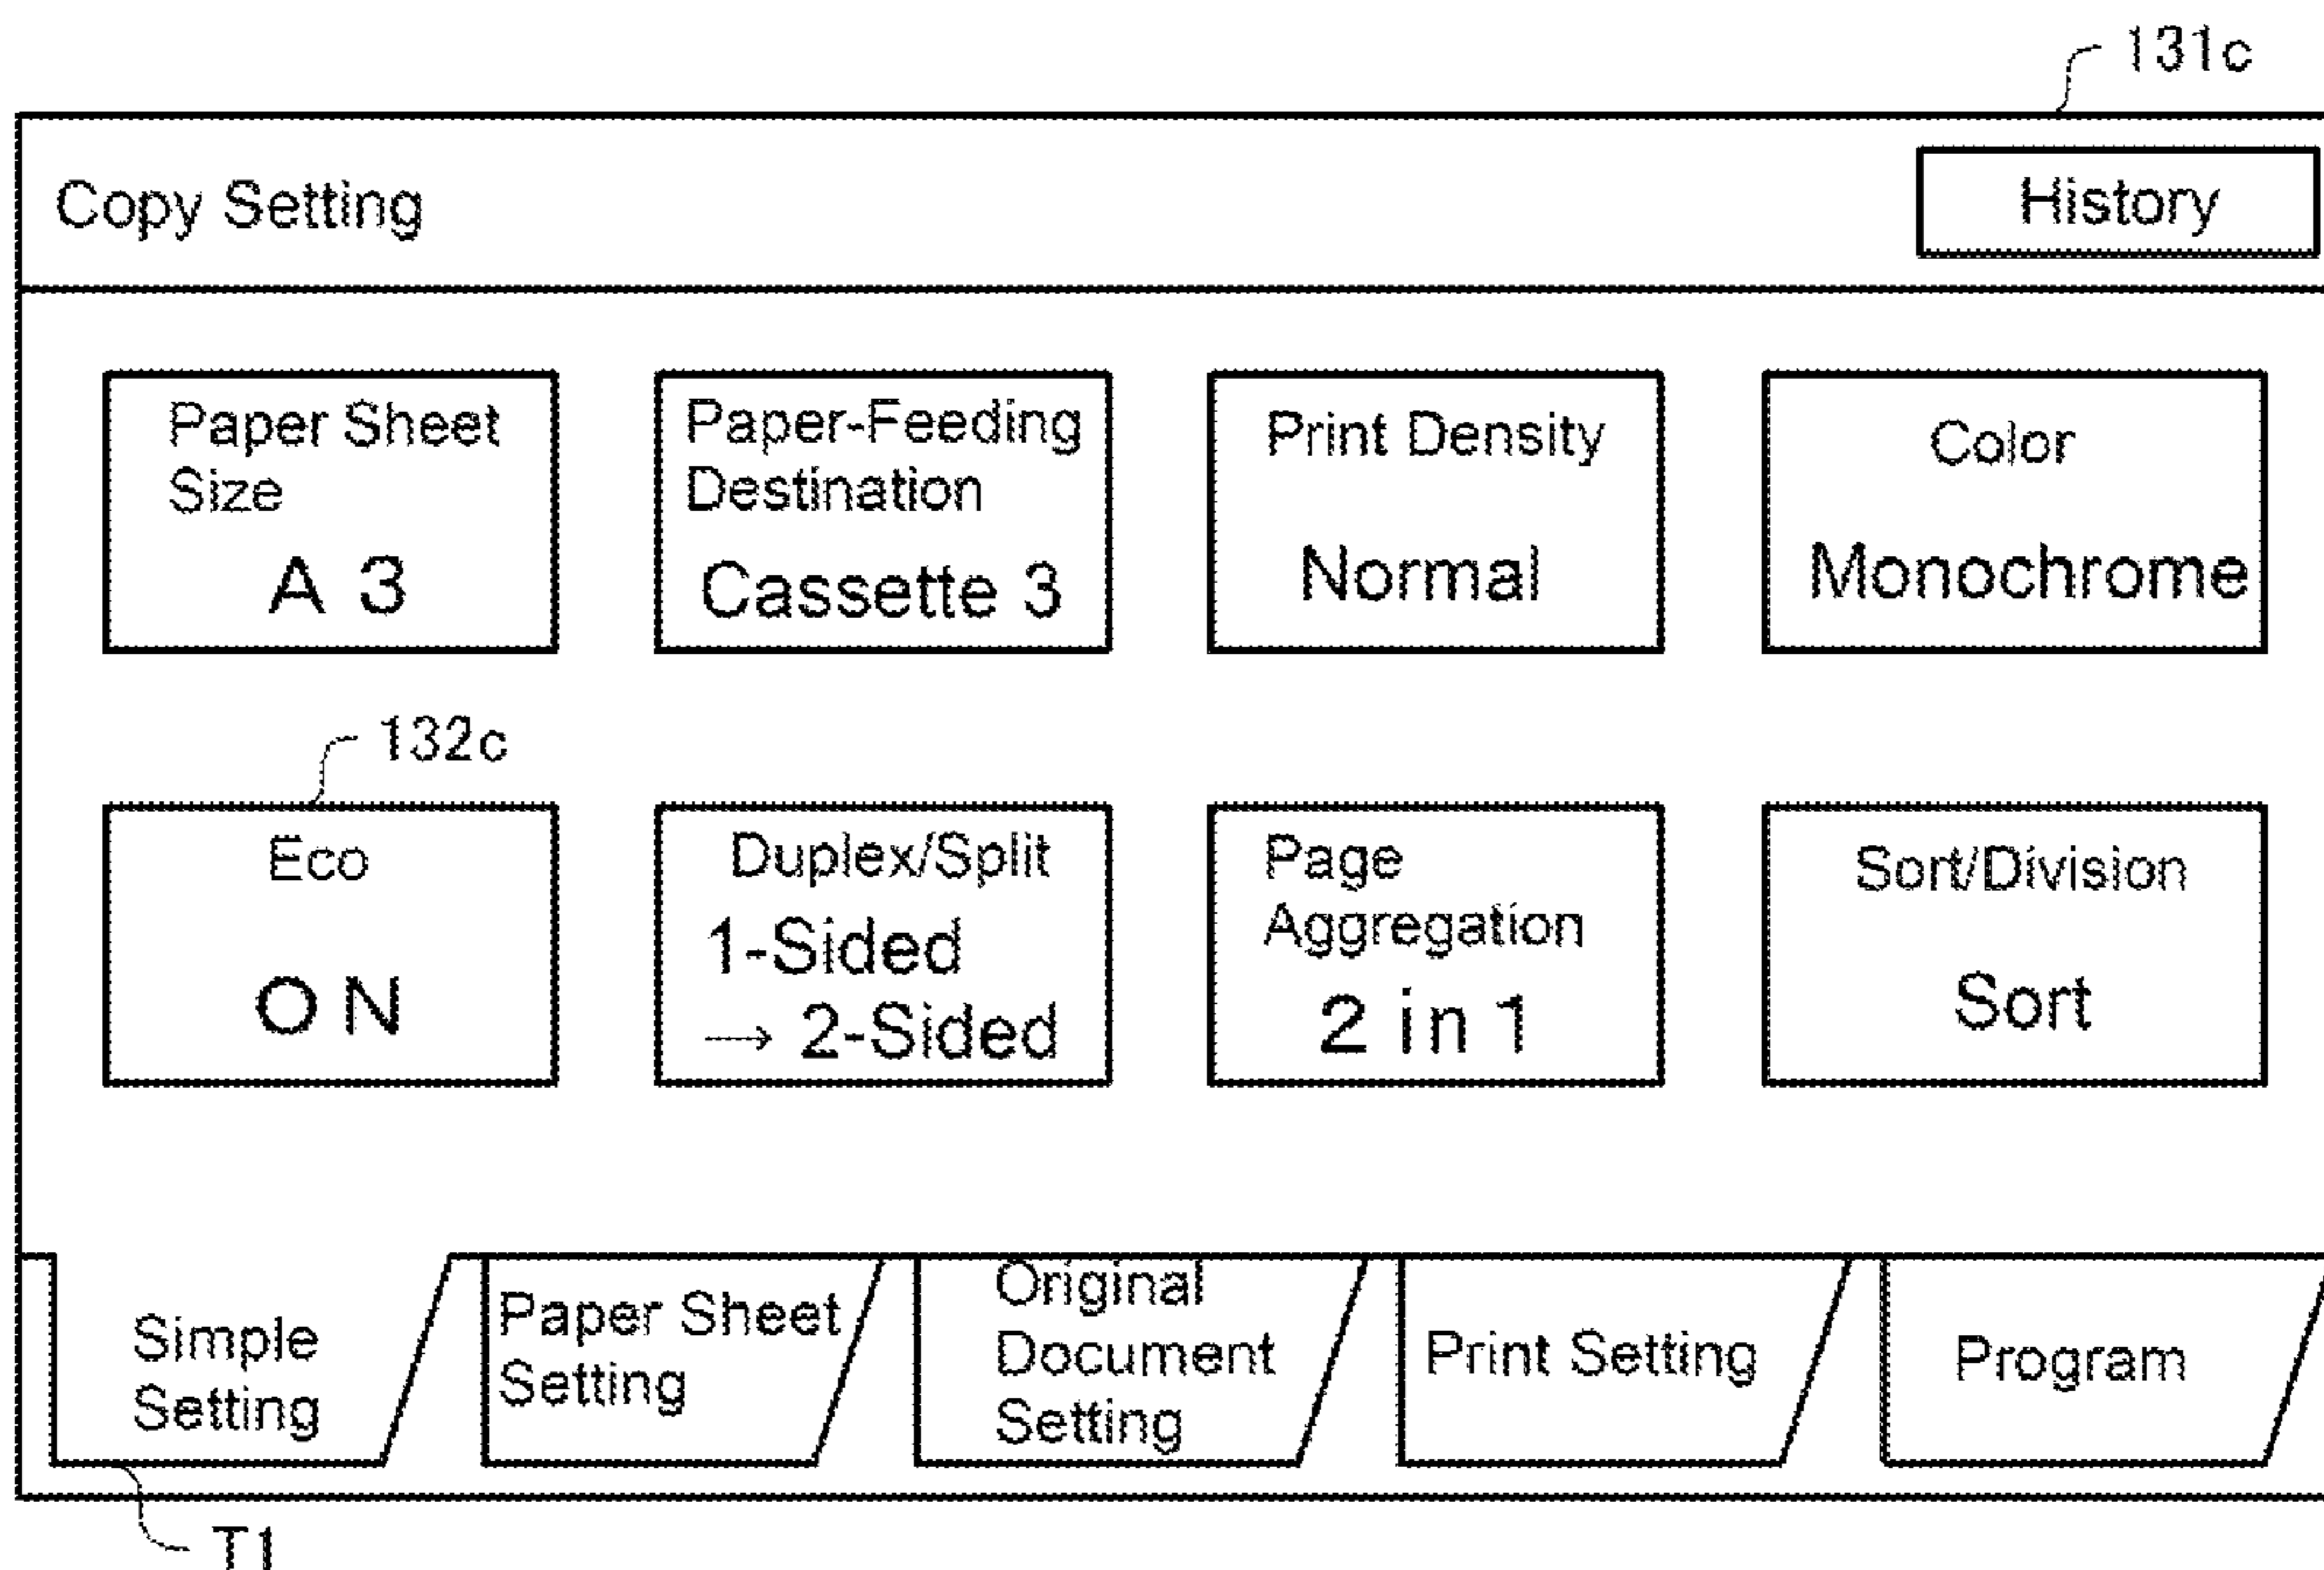 131c
Copy Setting
History
Paper Sheet
Size
A 3
Paper-Feeding
Destination
Cassette 3
Print Density
Normal
Color
Monochrome
132c
Eco
ON
Duplex/Split
1-Sided
→ 2-Sided
Page
Aggregation
2 in 1
Sort/Division
Sort
Simple
Setting
Paper Sheet
Setting
Original
Document
Setting
Print Setting
Program
T1